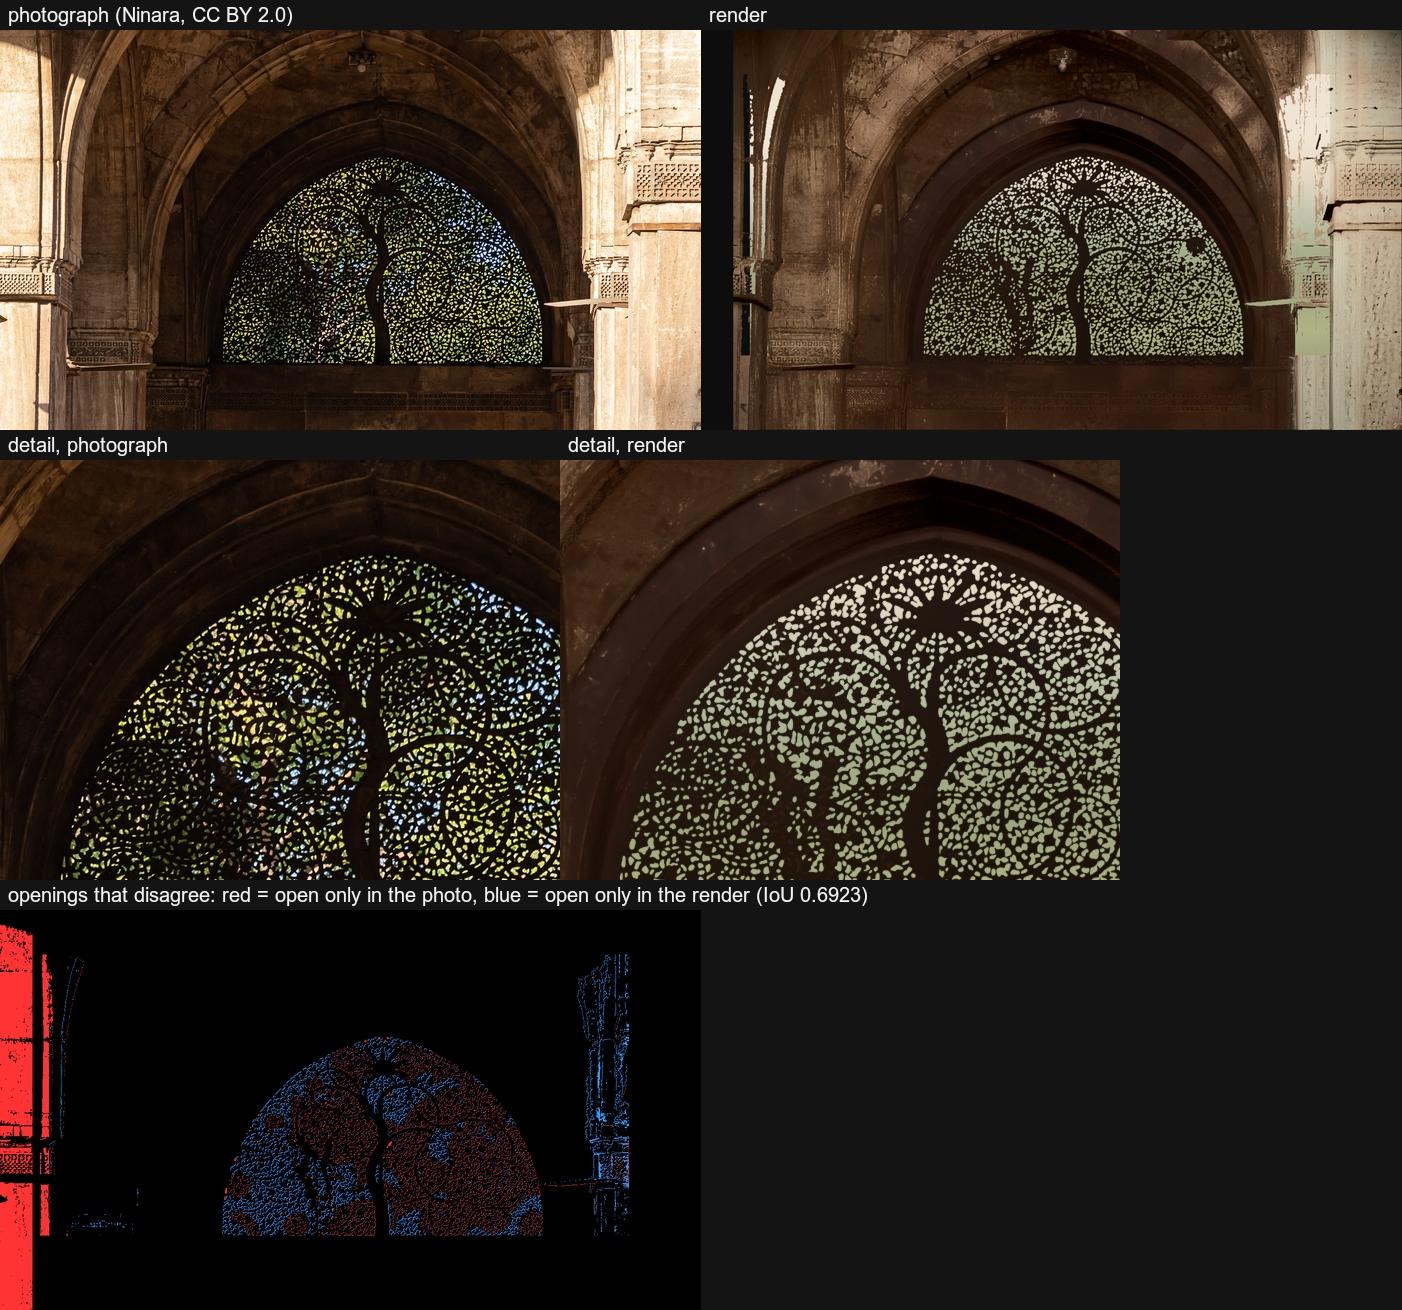 photograph (Ninara, CC BY 2.0)
render
detail, photograph
detail, render
openings that disagree: red = open only in the photo, blue = open only in the render (IoU 0.6923)